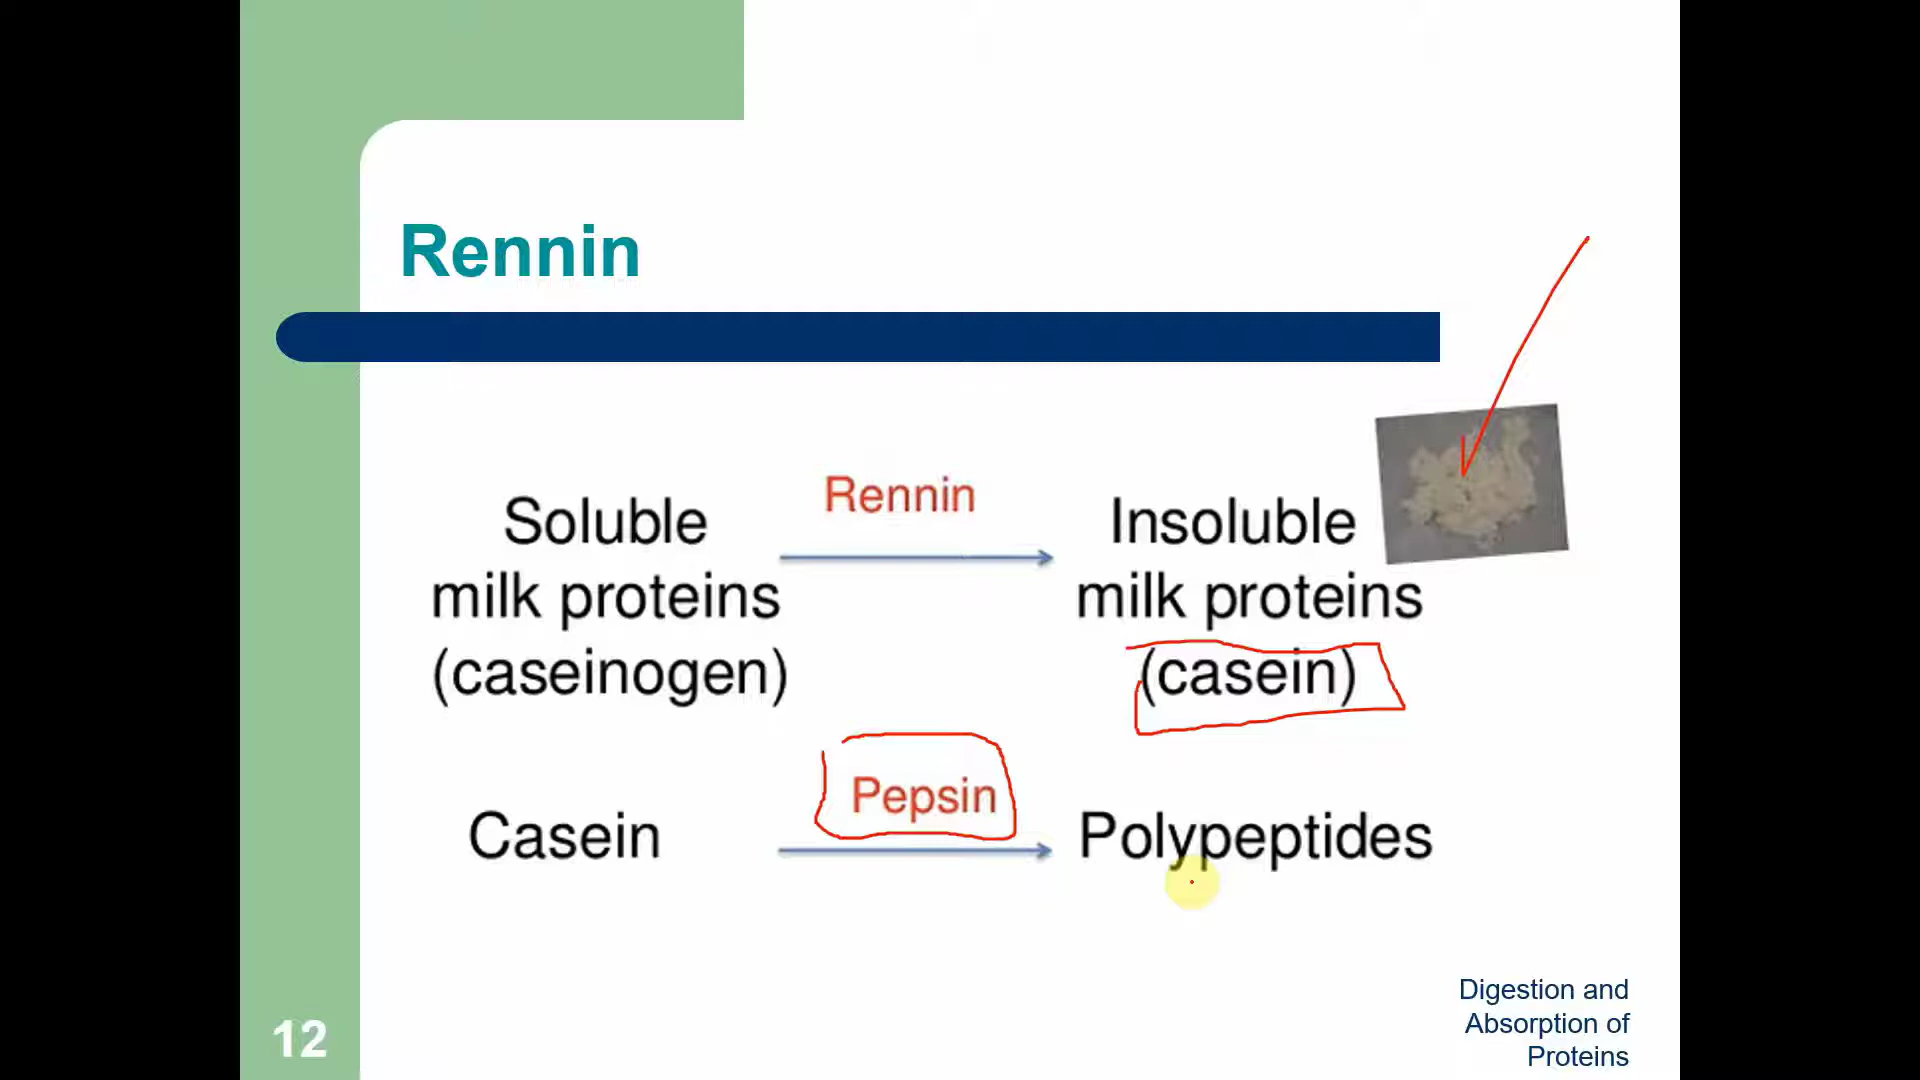 Rennin
Rennin
Soluble
milk proteins
(caseinogen)
Insoluble
milk proteins
(casein)
Pepsin
Casein
Polypeptides
12
Digestion and
Absorption of
Proteins